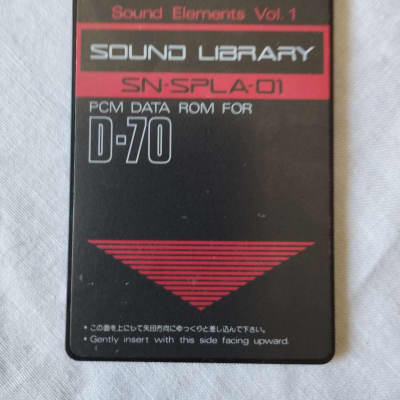 Sound Elements Vol. 1
SOUND LIBRARY
SN-SPLA-01
PCM DATA ROM FOR
D-70
• この面を上にして矢印方向にゆっくりと差し込んで下さい。
• Gently insert with this side facing upward.